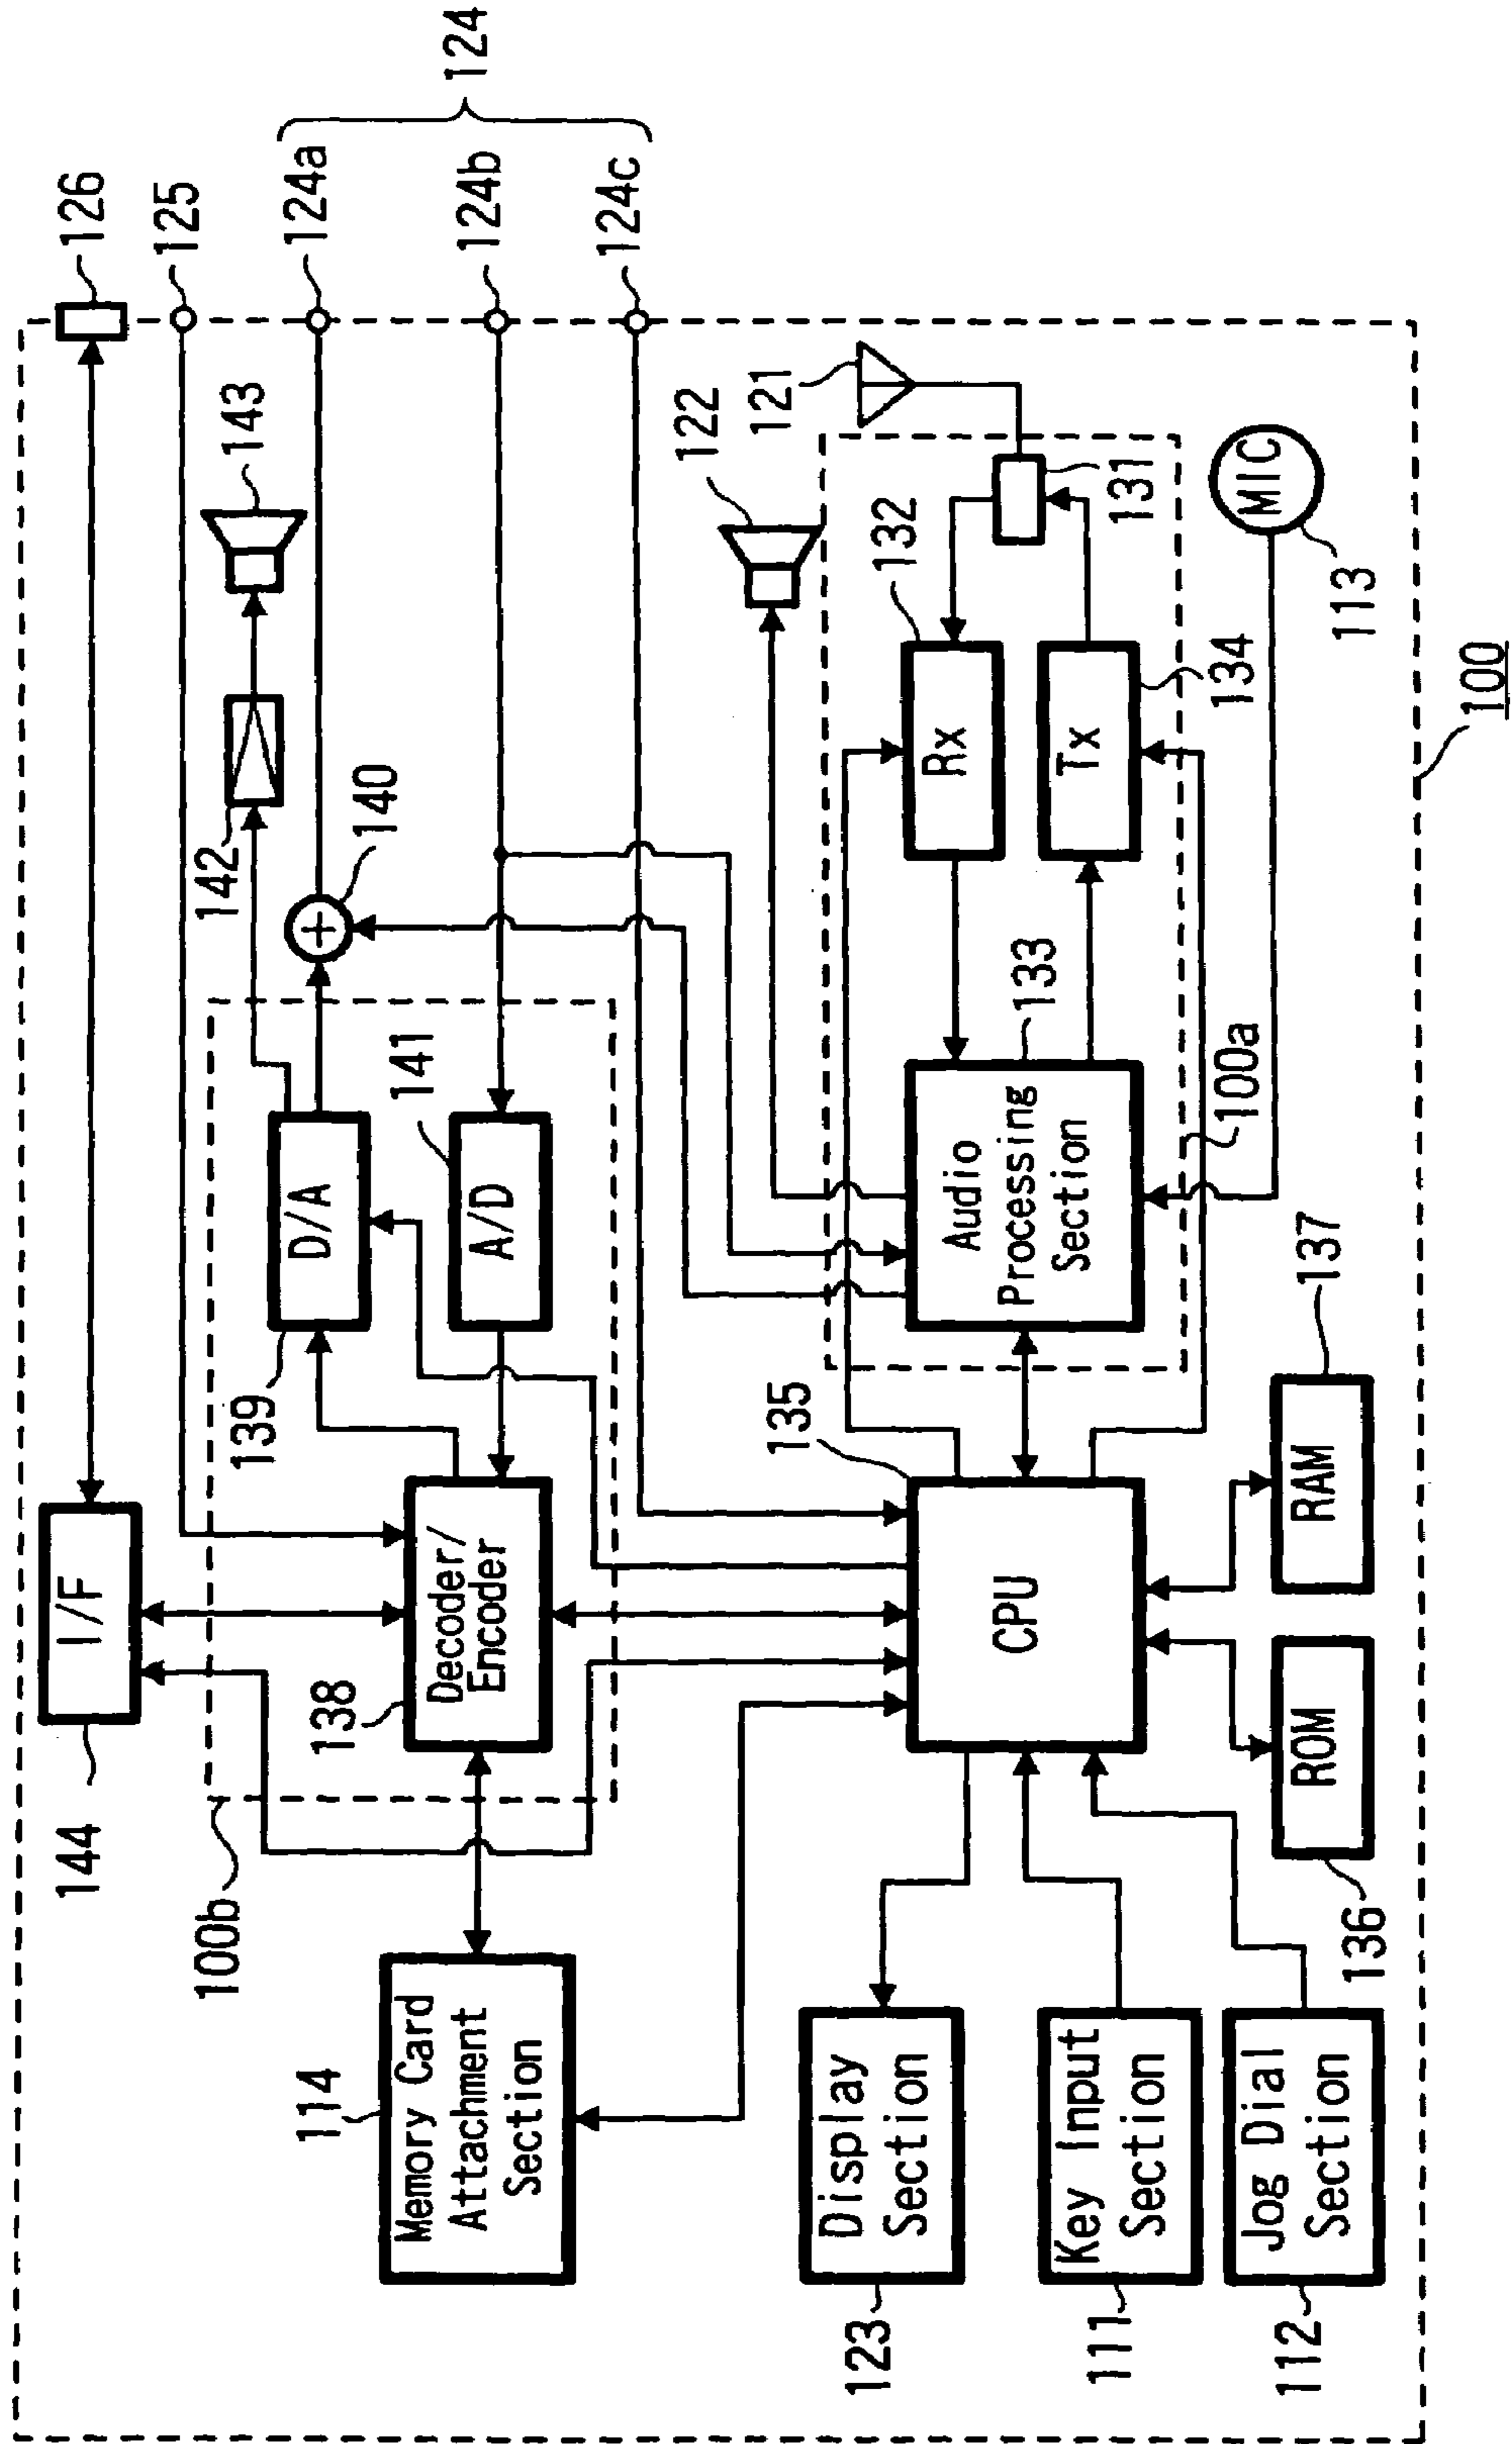 126
125
124a
124b
124c
124
143
142
140
144
I/F
100b
138
Decoder/
Encoder
139
D/A
141
A/D
114
Memory Card
Attachment
Section
122
121
132
Rx
131
134
Tx
133
Audio
Processing
Section
100a
MIC
113
135
CPU
123
Display
Section
111
Key Input
Section
112
Jog Dial
Section
136
ROM
137
RAM
100